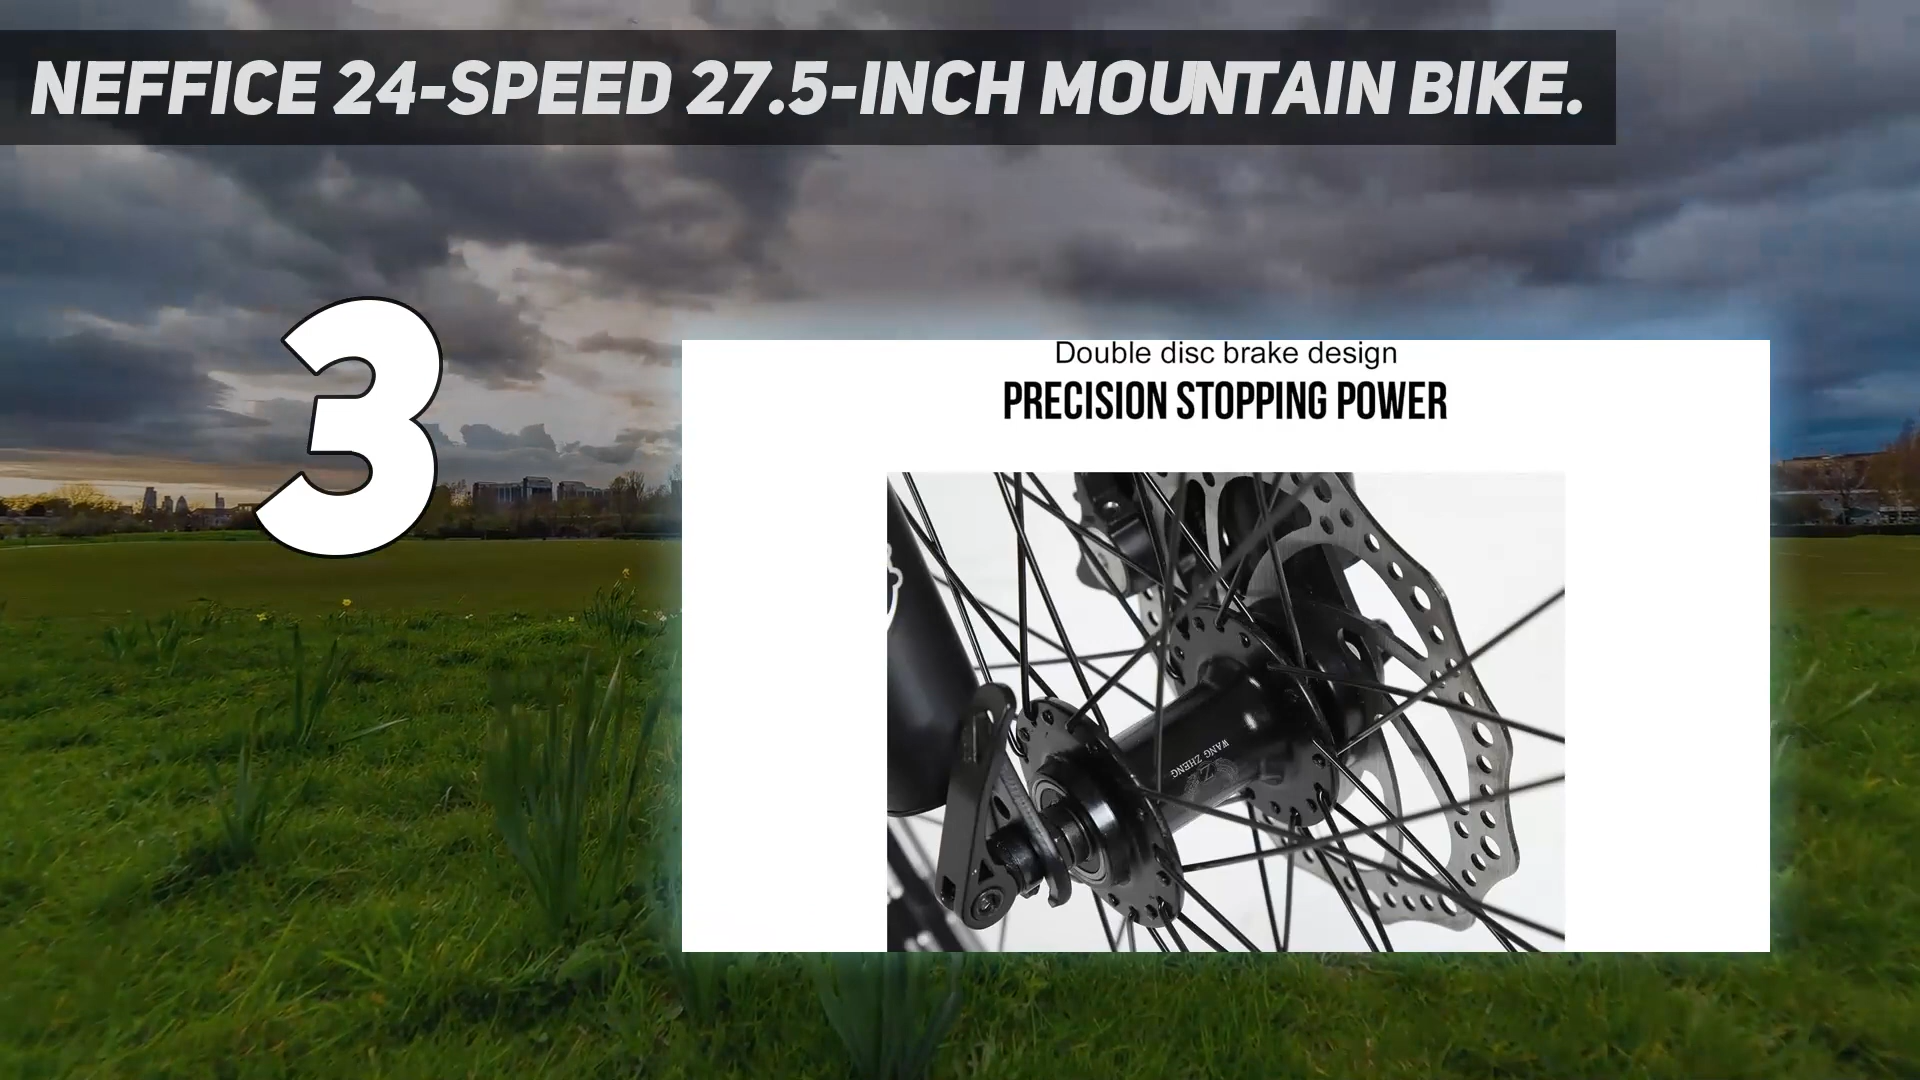 NEFFICE 24-SPEED 27.5-INCH MOUNTAIN BIKE.
3
Double disc brake design
PRECISION STOPPING POWER
WANG ZHENG